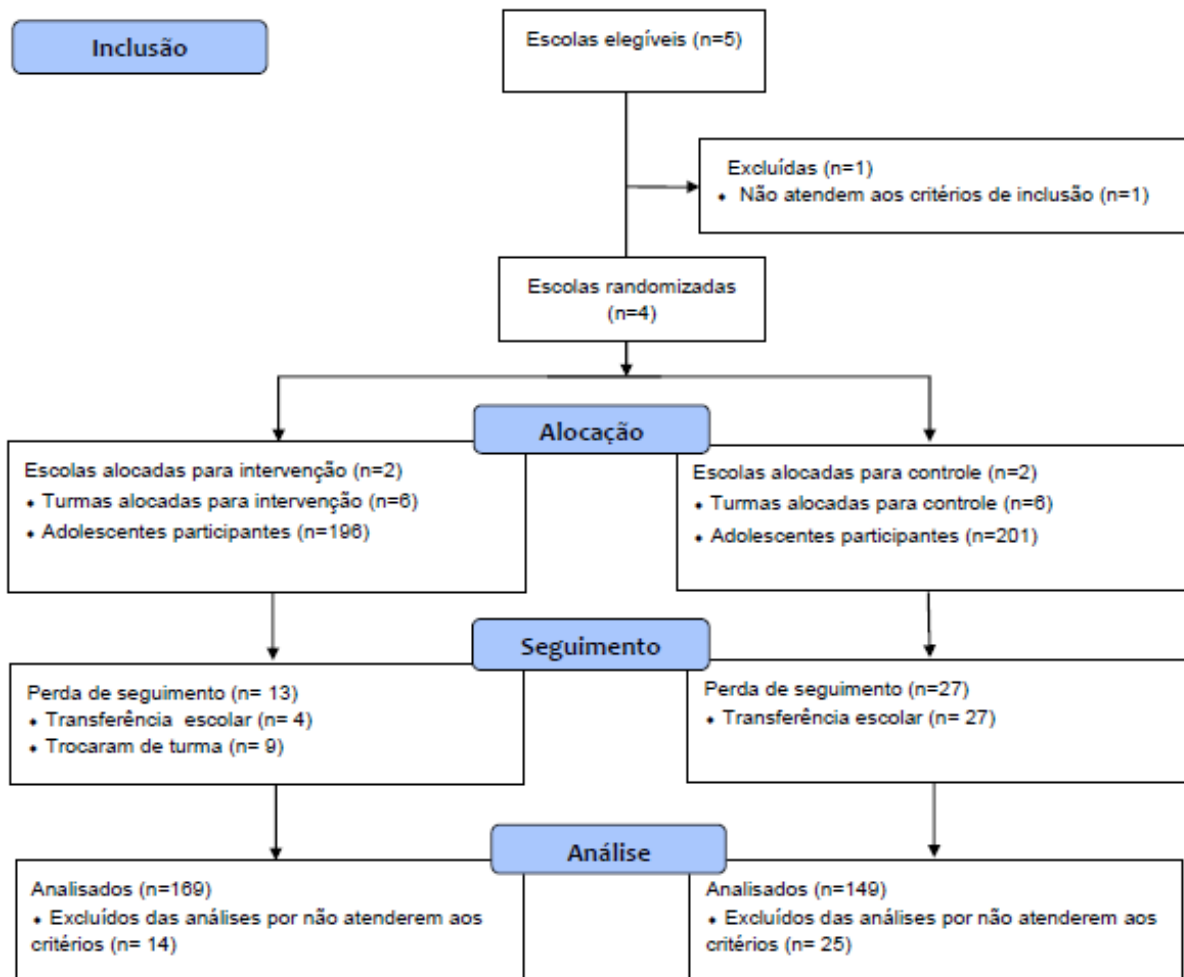 Inclusão
Escolas elegíveis (n=5)
Excluídas (n=1)
• Não atendem aos critérios de inclusão (n=1)
Escolas randomizadas
(n=4)
Alocação
Escolas alocadas para intervenção (n=2)
• Turmas alocadas para intervenção (n=6)
• Adolescentes participantes (n=196)
Escolas alocadas para controle (n=2)
• Turmas alocadas para controle (n=6)
• Adolescentes participantes (n=201)
Seguimento
Perda de seguimento (n= 13)
• Transferência escolar (n= 4)
• Trocaram de turma (n= 9)
Perda de seguimento (n=27)
• Transferência escolar (n= 27)
Análise
Analisados (n=169)
• Excluídos das análises por não atenderem aos
critérios (n= 14)
Analisados (n=149)
• Excluídos das análises por não atenderem aos
critérios (n= 25)